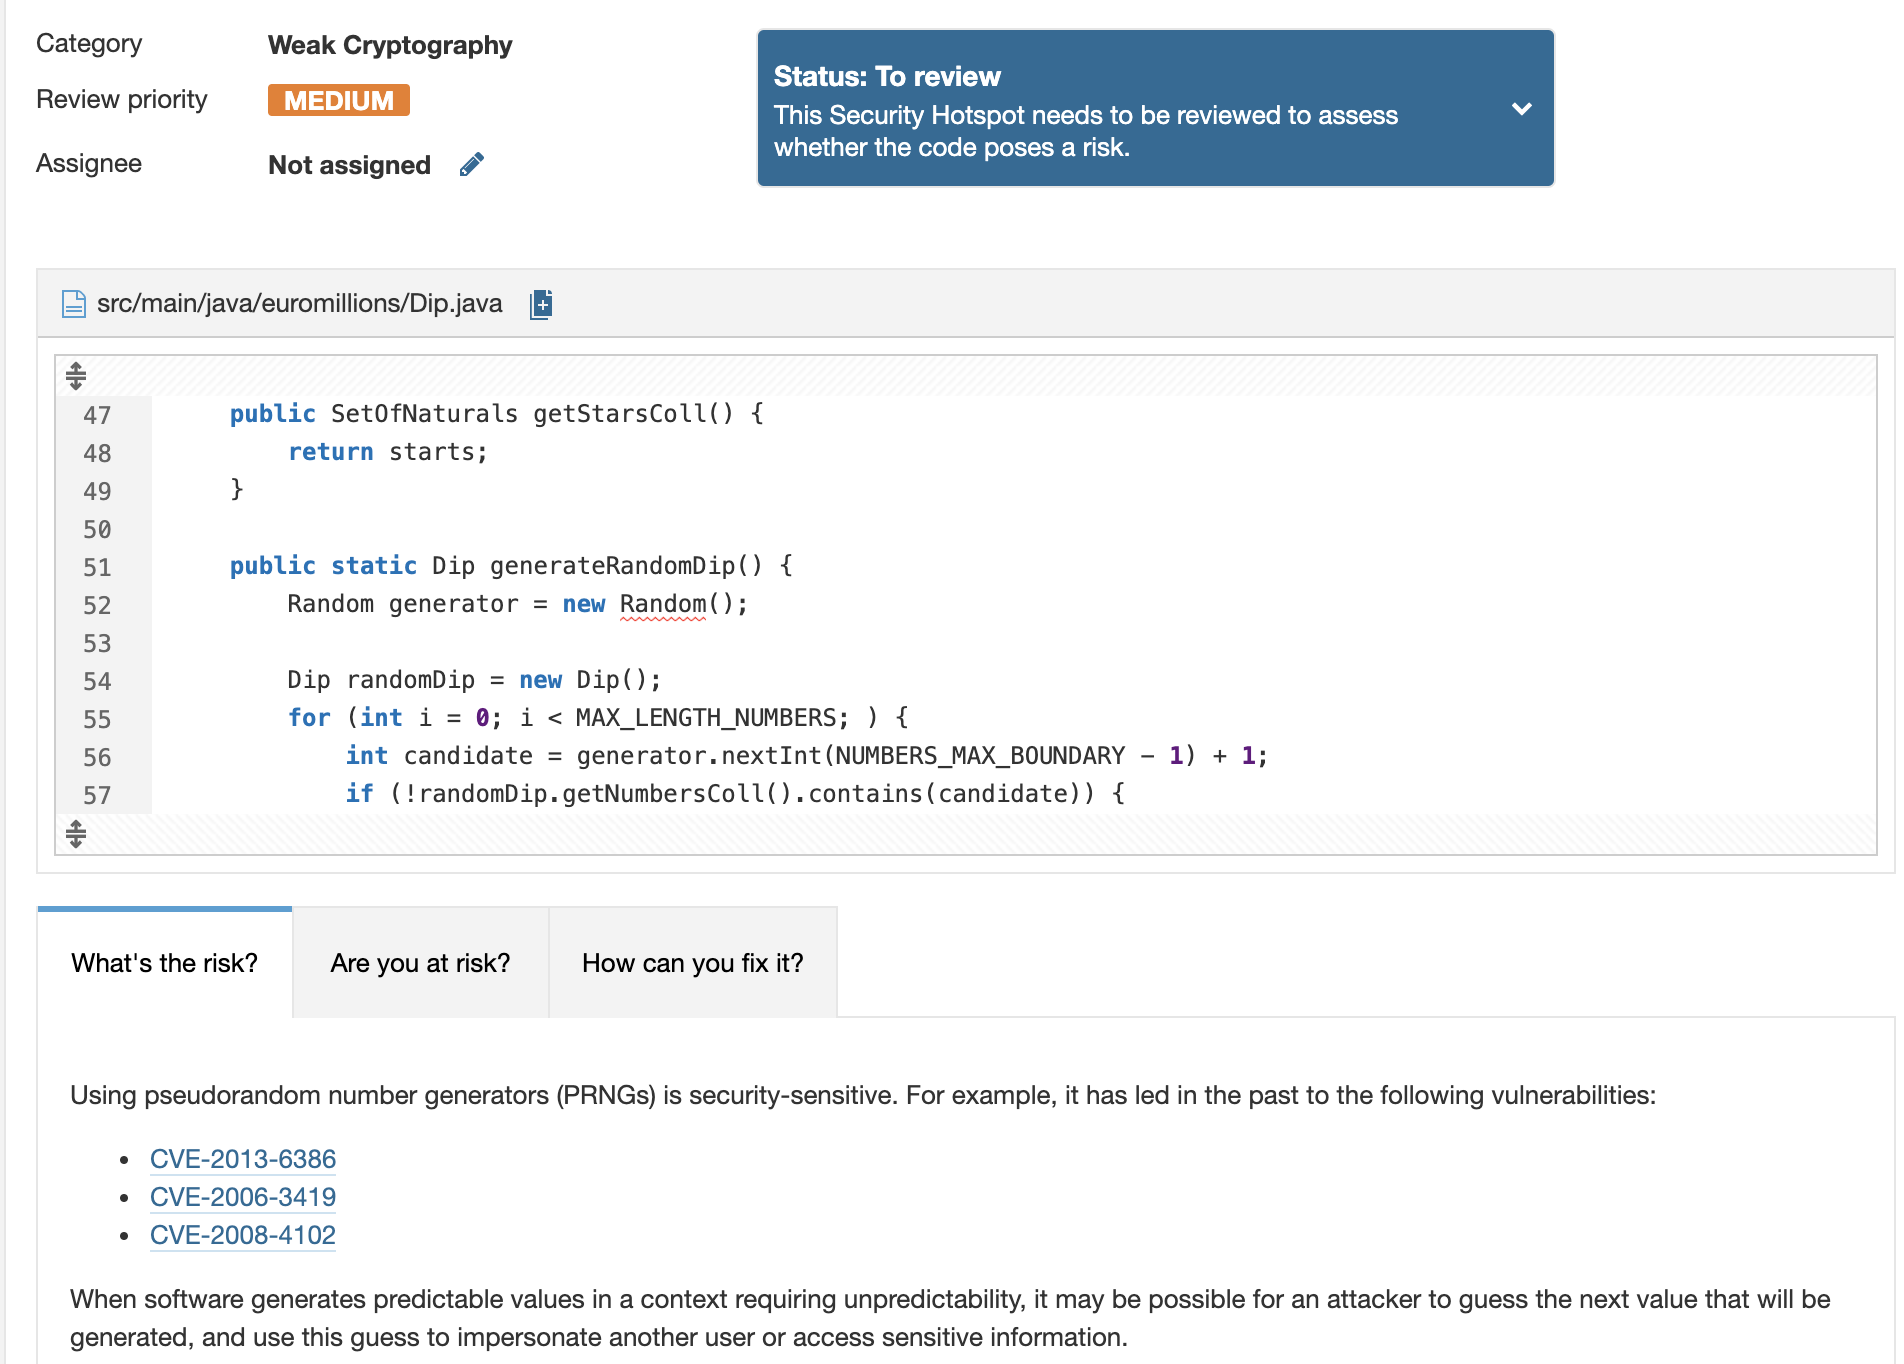 Category Weak Cryptography
Review priority MEDIUM
Assignee Not assigned
Status: To review
This Security Hotspot needs to be reviewed to assess
whether the code poses a risk.
src/main/java/euromillions/Dip.java
47 public SetOfNaturals getStarsColl() {
48 return starts;
49 }
50
51 public static Dip generateRandomDip() {
52 Random generator = new Random();
53
54 Dip randomDip = new Dip();
55 for (int i = 0; i < MAX_LENGTH_NUMBERS; ) {
56 int candidate = generator.nextInt(NUMBERS_MAX_BOUNDARY - 1) + 1;
57 if (!randomDip.getNumbersColl().contains(candidate)) {
What's the risk? Are you at risk? How can you fix it?
Using pseudorandom number generators (PRNGs) is security-sensitive. For example, it has led in the past to the following vulnerabilities:
• CVE-2013-6386
• CVE-2006-3419
• CVE-2008-4102
When software generates predictable values in a context requiring unpredictability, it may be possible for an attacker to guess the next value that will be
generated, and use this guess to impersonate another user or access sensitive information.